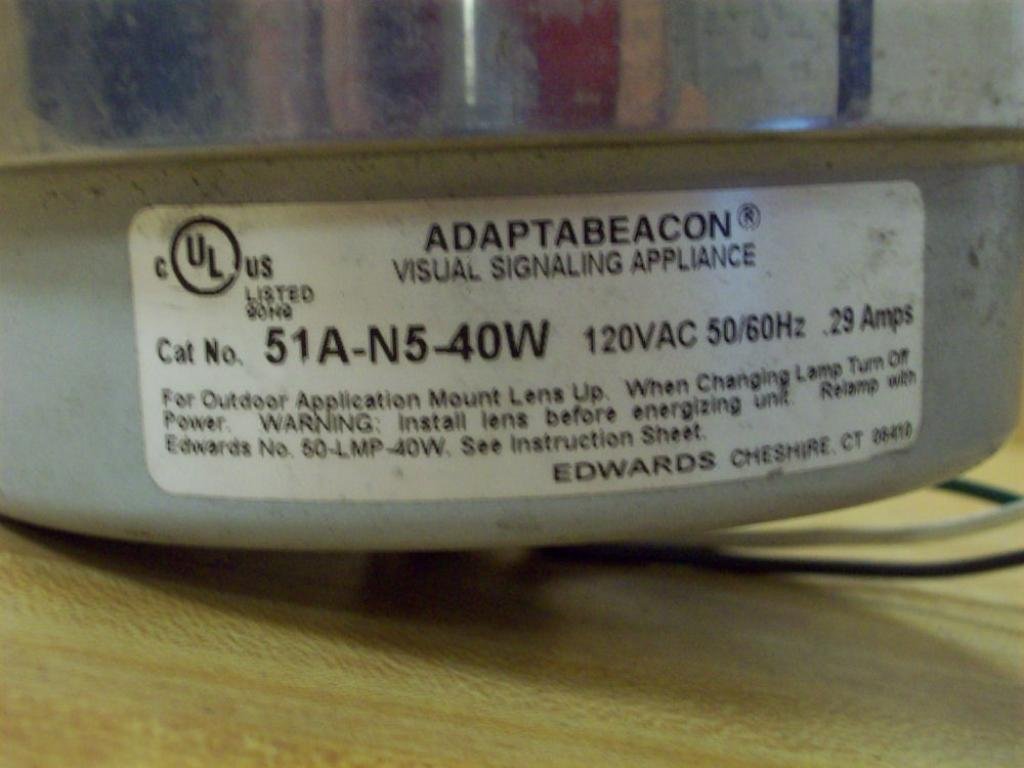 ADAPTABEACON®
VISUAL SIGNALING APPLIANCE
C UL US
LISTED
Cat No. 51A-N5-40W 120VAC 50/60Hz .29 Amps
For Outdoor Application Mount Lens Up. When Changing Lamp Turn Off
Power. WARNING: Install lens before energizing unit. Relamp with
Edwards No. 50-LMP-40W. See Instruction Sheet.
EDWARDS CHESHIRE, CT